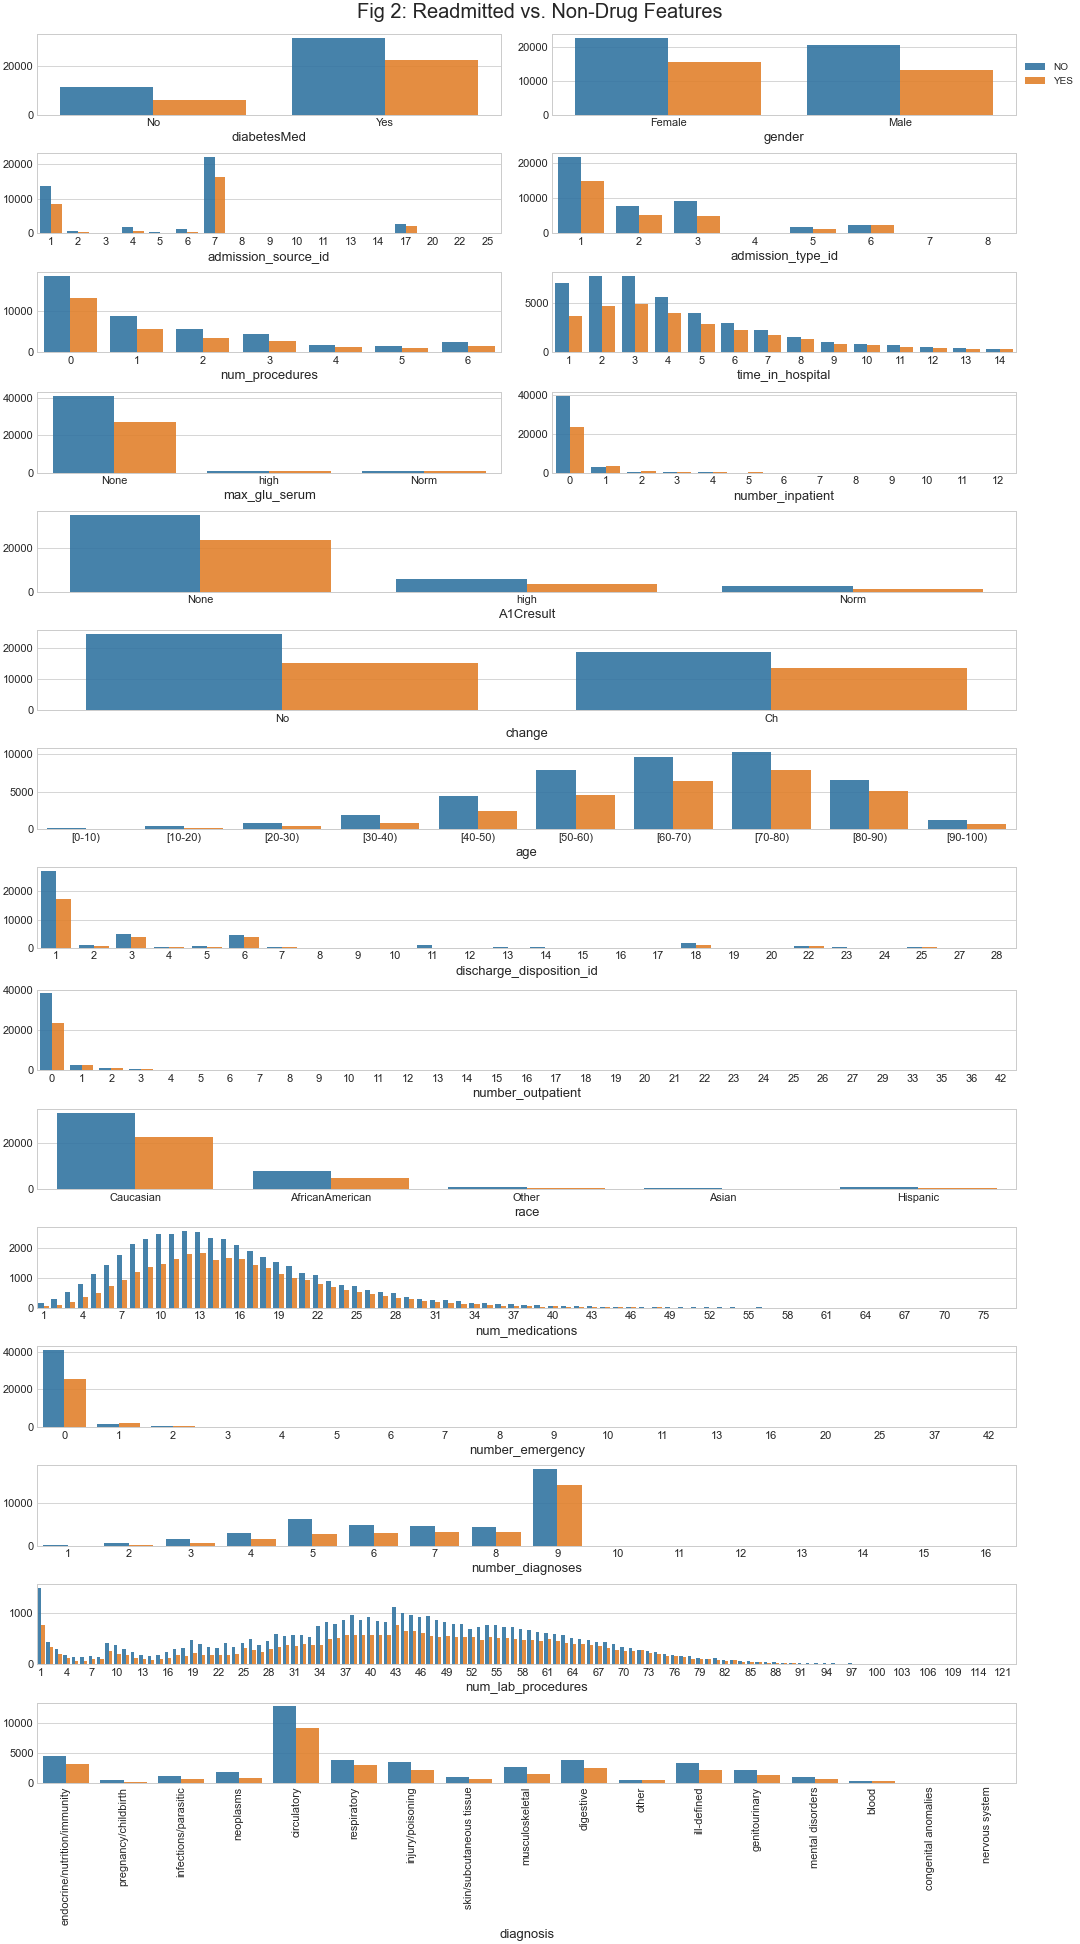 Fig 2: Readmitted vs. Non-Drug Features
20000
0
No Yes
diabetesMed
20000
10000
0
Female Male
gender
NO
YES
20000
10000
0
1 2 3 4 5 6 7 8 9 10 11 13 14 17 20 22 25
admission_source_id
20000
10000
0
1 2 3 4 5 6 7 8
admission_type_id
10000
0
0 1 2 3 4 5 6
num_procedures
5000
0
1 2 3 4 5 6 7 8 9 10 11 12 13 14
time_in_hospital
40000
20000
0
None high Norm
max_glu_serum
40000
20000
0
0 1 2 3 4 5 6 7 8 9 10 11 12
number_inpatient
20000
0
None high Norm
A1Cresult
20000
10000
0
No Ch
change
10000
5000
0
[0-10) [10-20) [20-30) [30-40) [40-50) [50-60) [60-70) [70-80) [80-90) [90-100)
age
20000
10000
0
1 2 3 4 5 6 7 8 9 10 11 12 13 14 15 16 17 18 19 20 22 23 24 25 27 28
discharge_disposition_id
40000
20000
0
0 1 2 3 4 5 6 7 8 9 10 11 12 13 14 15 16 17 18 19 20 21 22 23 24 25 26 27 29 33 35 36 42
number_outpatient
20000
0
Caucasian AfricanAmerican Other Asian Hispanic
race
2000
1000
0
1 4 7 10 13 16 19 22 25 28 31 34 37 40 43 46 49 52 55 58 61 64 67 70 75
num_medications
40000
20000
0
0 1 2 3 4 5 6 7 8 9 10 11 13 16 20 25 37 42
number_emergency
10000
0
1 2 3 4 5 6 7 8 9 10 11 12 13 14 15 16
number_diagnoses
1000
0
1 4 7 10 13 16 19 22 25 28 31 34 37 40 43 46 49 52 55 58 61 64 67 70 73 76 79 82 85 88 91 94 97 100 103 106 109 114 121
num_lab_procedures
10000
5000
0
endocrine/nutrition/immunity
pregnancy/childbirth
infections/parasitic
neoplasms
circulatory
respiratory
injury/poisoning
skin/subcutaneous tissue
musculoskeletal
digestive
other
ill-defined
genitourinary
mental disorders
blood
congenital anomalies
nervous system
diagnosis